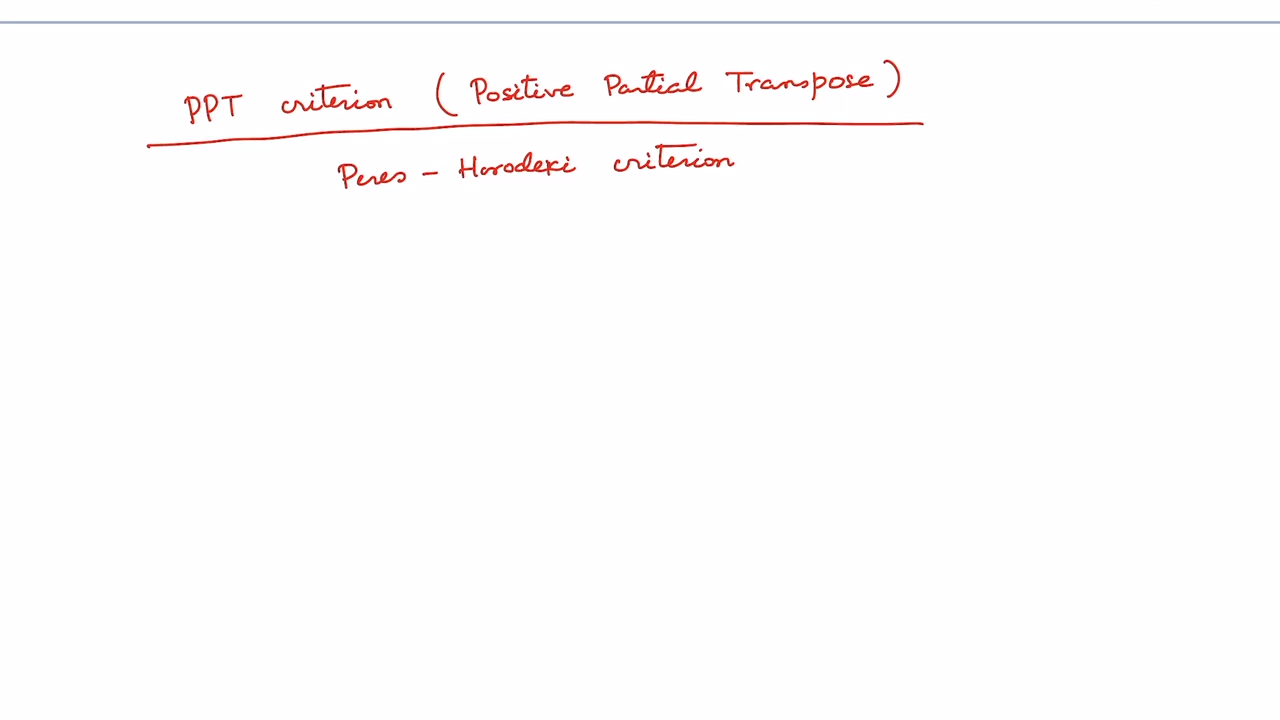 PPT criterion (Positive Partial Transpose)
Peres - Horodeki criterion